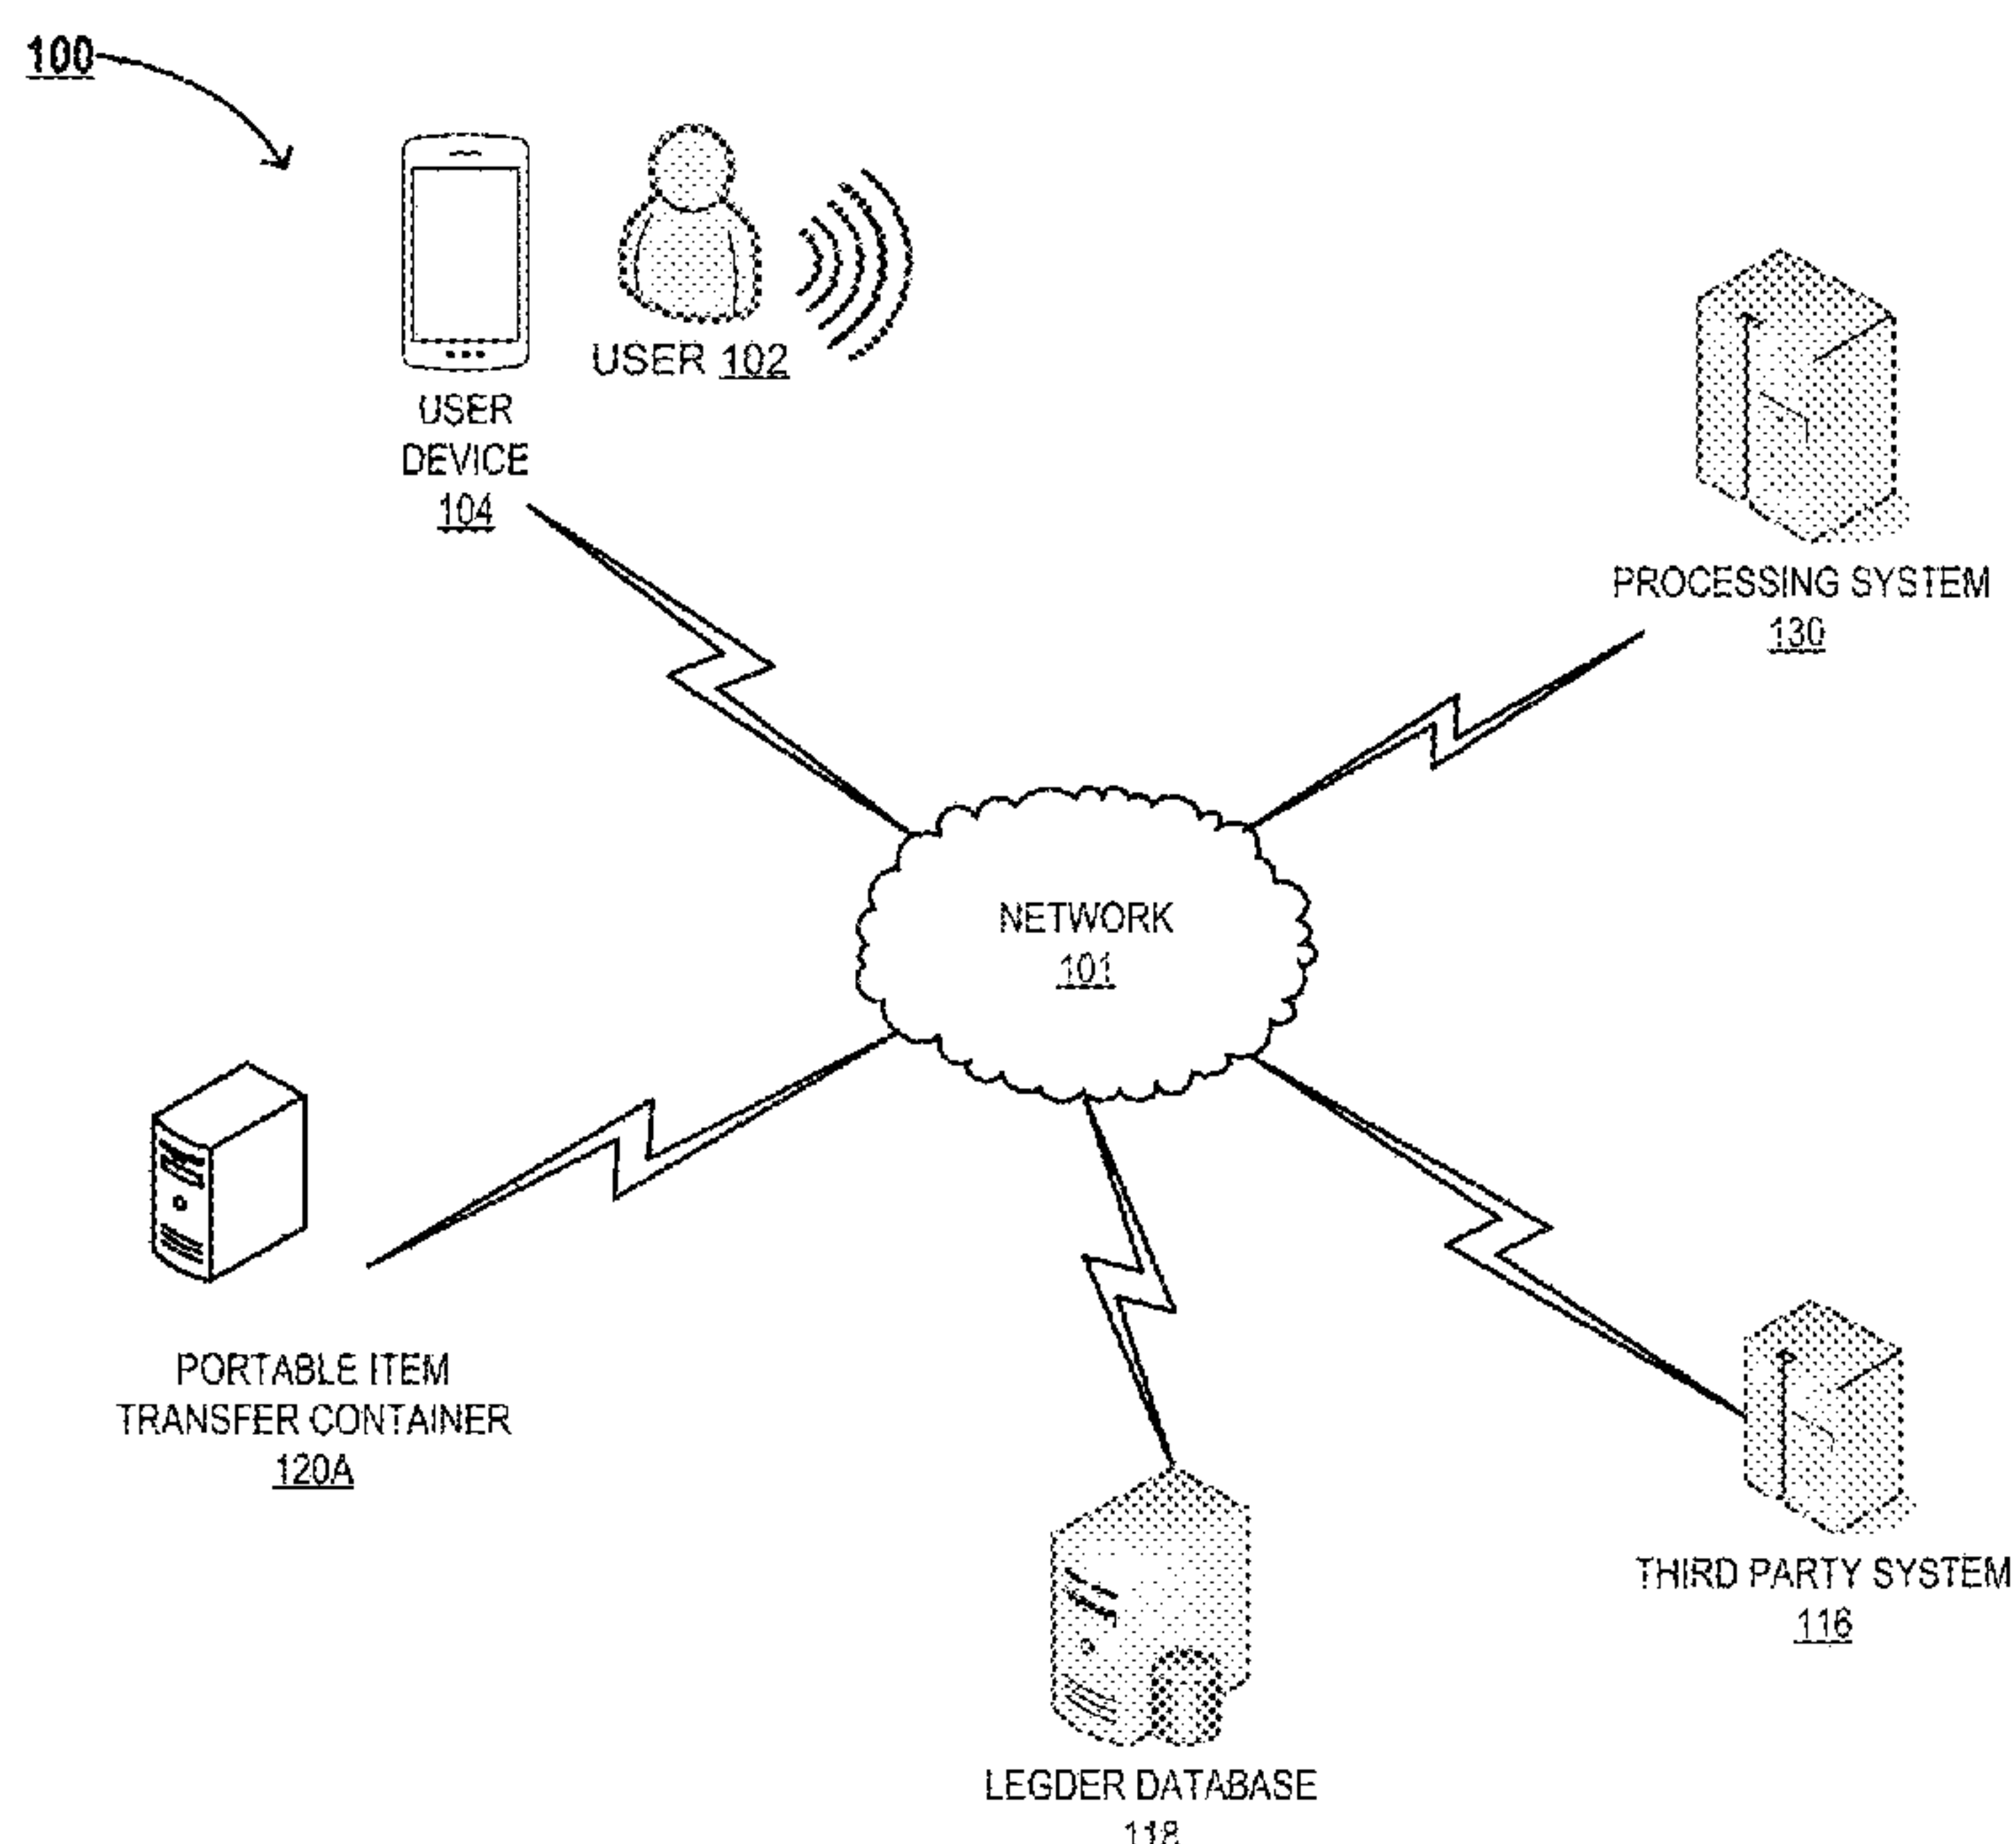 100
USER 102
USER
DEVICE
104
PROCESSING SYSTEM
130
NETWORK
101
PORTABLE ITEM
TRANSFER CONTAINER
120A
THIRD PARTY SYSTEM
116
LEGDER DATABASE
118